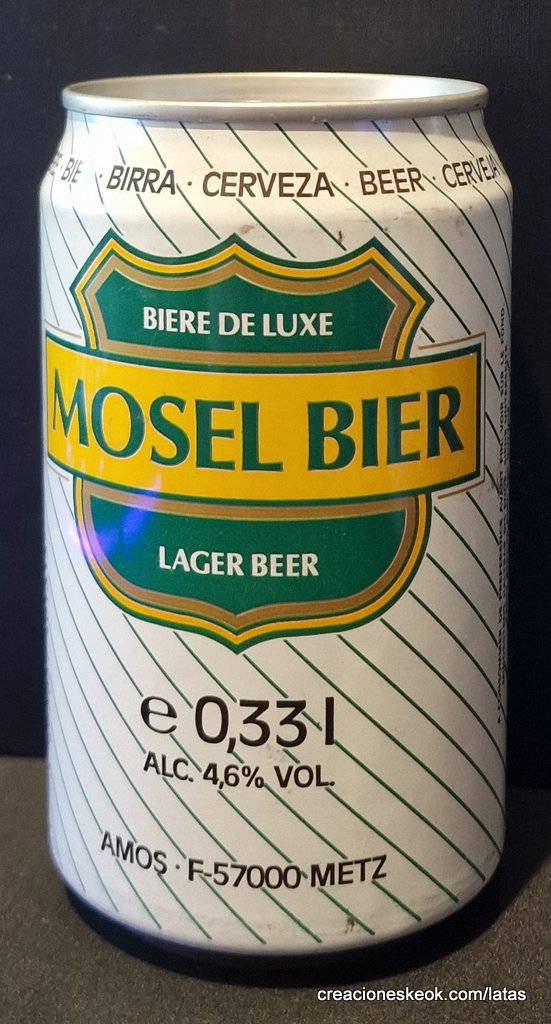 BIE · BIRRA · CERVEZA · BEER · CERVEJA
BIERE DE LUXE
MOSEL BIER
LAGER BEER
e 0,33 l
ALC. 4,6% VOL.
AMOS · F-57000 METZ
creacioneskeok.com/latas